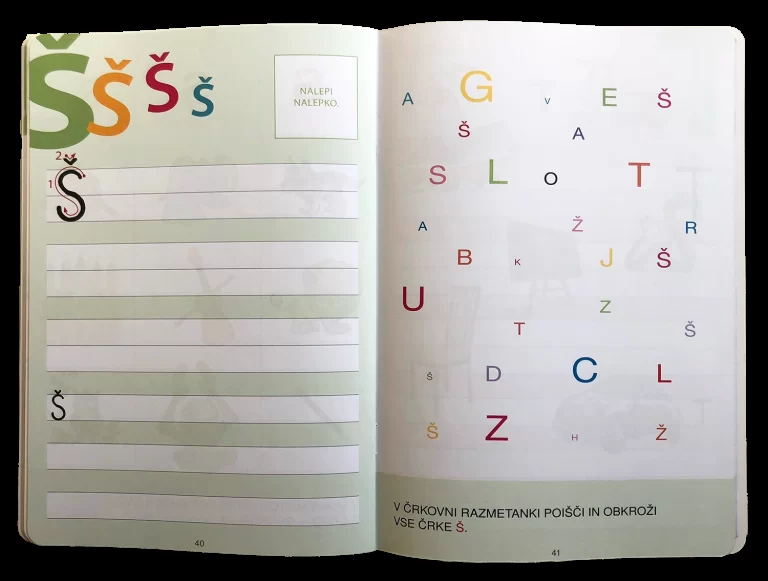 Š Š Š Š
NALEPI
NALEPKO.
2
1
Š
Š
40
A G V E Š
Š A
S L O T
A Ž R
B K J Š
U Z
T Š
Š D C L
Š Z H Ž
V ČRKOVNI RAZMETANKI POIŠČI IN OBKROŽI
VSE ČRKE Š.
41